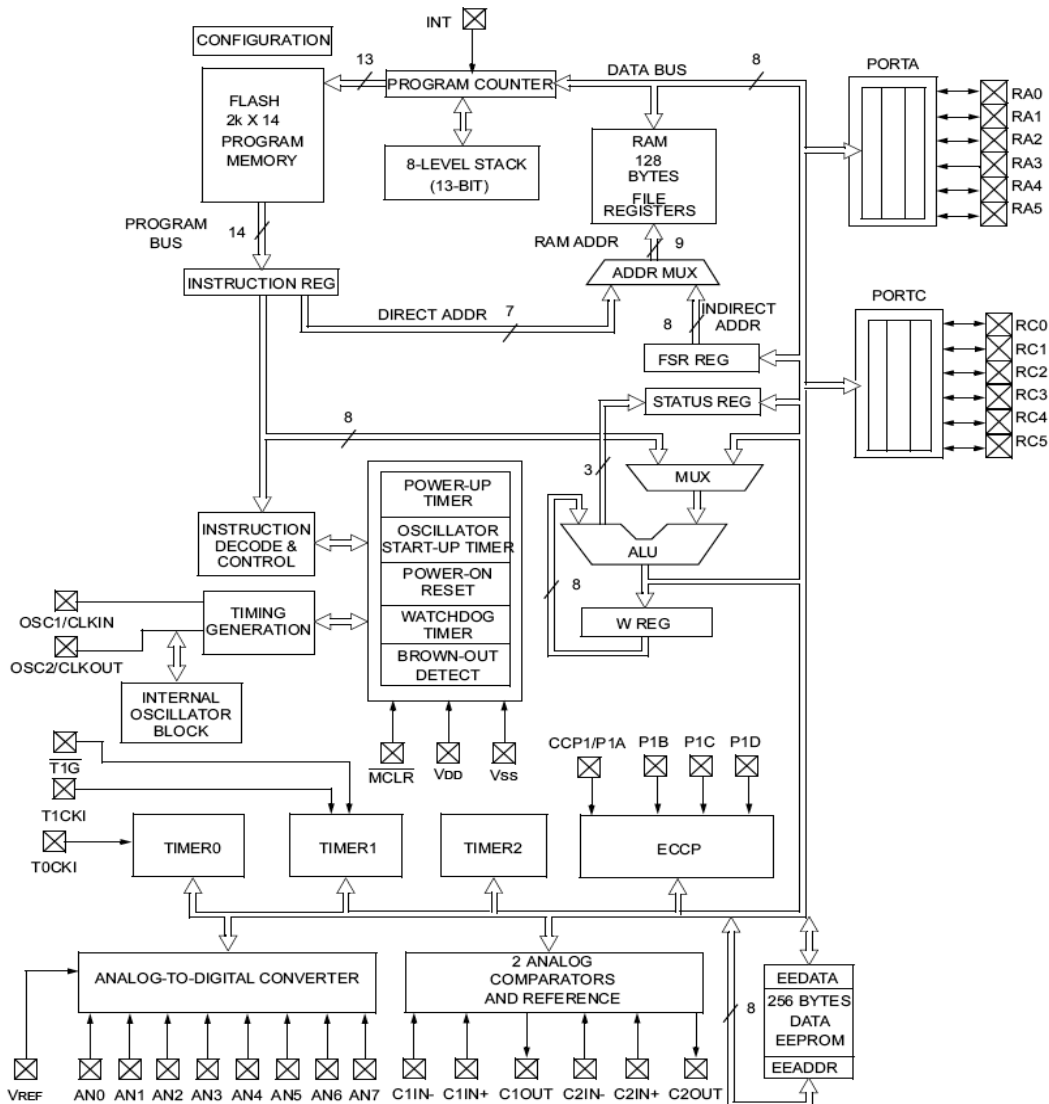 INT
CONFIGURATION
13
PROGRAM COUNTER
DATA BUS
8
PORTA
FLASH
2k X 14
PROGRAM
MEMORY
8-LEVEL STACK
(13-BIT)
RAM
128
BYTES
FILE
REGISTERS
RA0
RA1
RA2
RA3
RA4
RA5
PROGRAM
BUS
14
RAM ADDR
9
INSTRUCTION REG
ADDR MUX
DIRECT ADDR
7
8
INDIRECT
ADDR
FSR REG
STATUS REG
PORTC
RC0
RC1
RC2
RC3
RC4
RC5
8
3
MUX
ALU
8
W REG
INSTRUCTION
DECODE &
CONTROL
POWER-UP
TIMER
OSCILLATOR
START-UP TIMER
POWER-ON
RESET
WATCHDOG
TIMER
BROWN-OUT
DETECT
OSC1/CLKIN
OSC2/CLKOUT
TIMING
GENERATION
INTERNAL
OSCILLATOR
BLOCK
MCLR
VDD
VSS
CCP1/P1A
P1B
P1C
P1D
T1G
T1CKI
T0CKI
TIMER0
TIMER1
TIMER2
ECCP
ANALOG-TO-DIGITAL CONVERTER
2 ANALOG
COMPARATORS
AND REFERENCE
8
EEDATA
256 BYTES
DATA
EEPROM
EEADDR
VREF
AN0
AN1
AN2
AN3
AN4
AN5
AN6
AN7
C1IN-
C1IN+
C1OUT
C2IN-
C2IN+
C2OUT